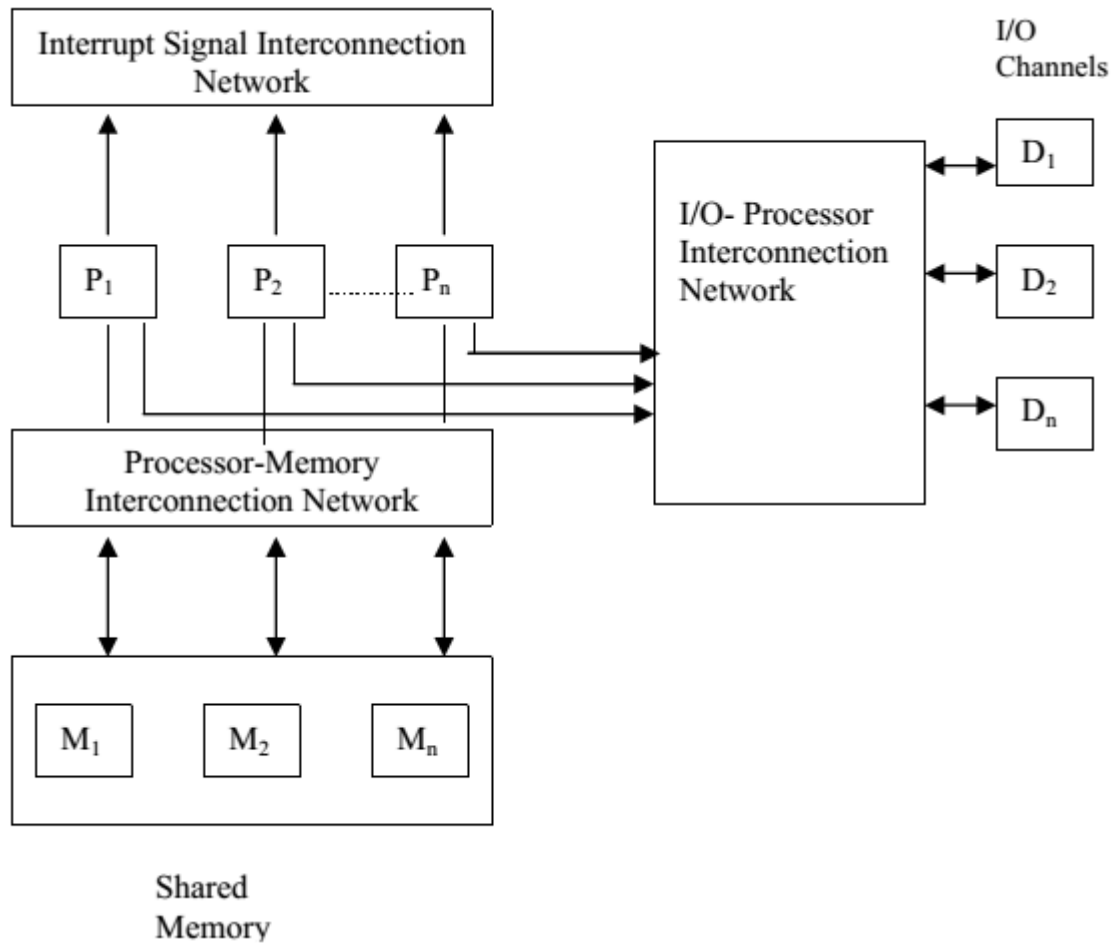 Interrupt Signal Interconnection
Network
I/O
Channels
D₁
I/O- Processor
Interconnection
Network
P₁
P₂
Pₙ
D₂
Dₙ
Processor-Memory
Interconnection Network
M₁
M₂
Mₙ
Shared
Memory